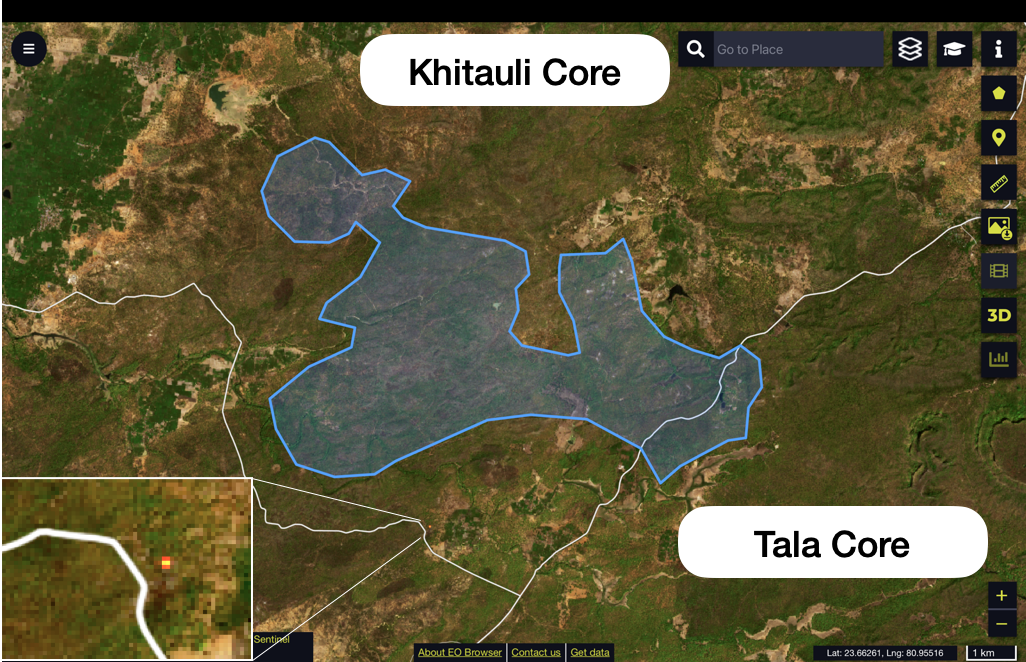 Khitauli Core
Go to Place
3D
Tala Core
Sentinel
About EO Browser
Contact us
Get data
Lat: 23.66261, Lng: 80.95516
1 km